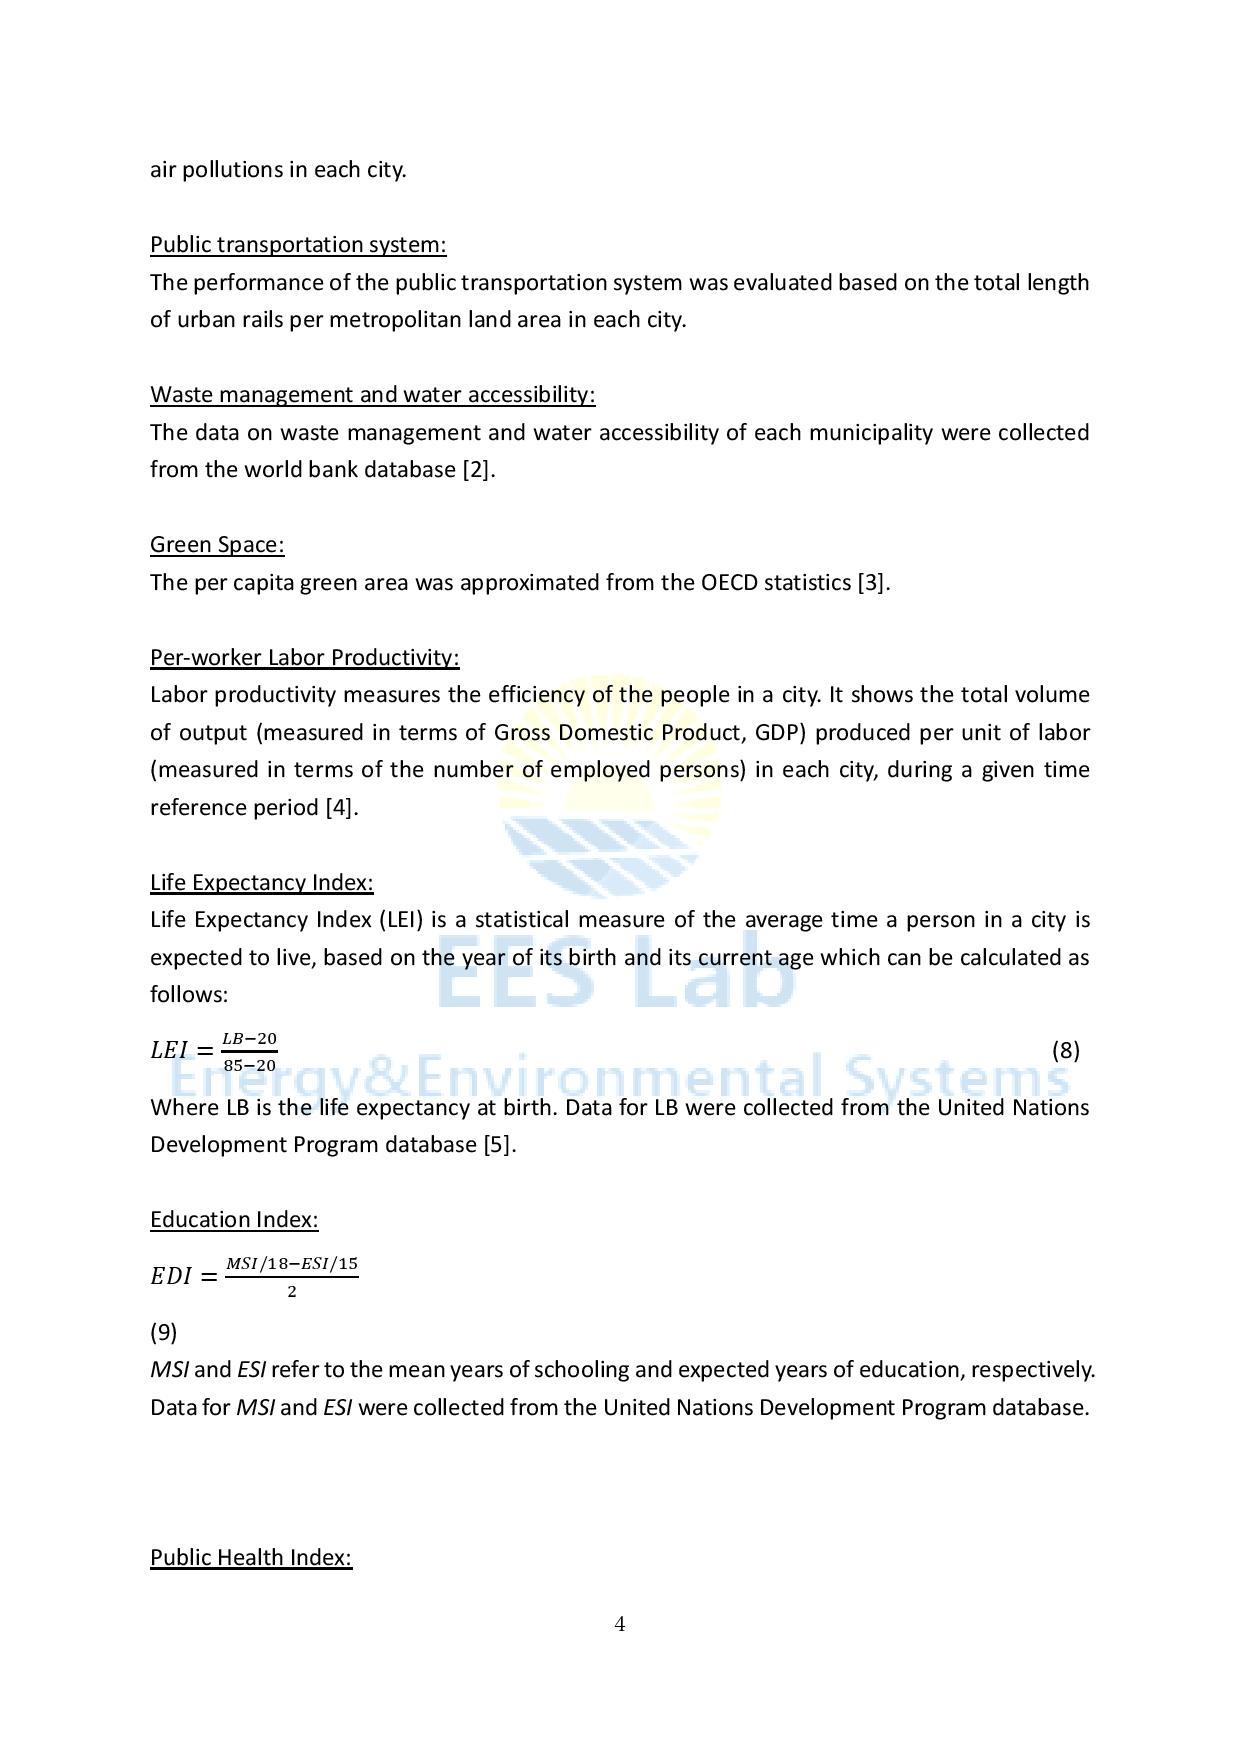 air pollutions in each city.
Public transportation system:
The performance of the public transportation system was evaluated based on the total length
of urban rails per metropolitan land area in each city.
Waste management and water accessibility:
The data on waste management and water accessibility of each municipality were collected
from the world bank database [2].
Green Space:
The per capita green area was approximated from the OECD statistics [3].
Per-worker Labor Productivity:
Labor productivity measures the efficiency of the people in a city. It shows the total volume
of output (measured in terms of Gross Domestic Product, GDP) produced per unit of labor
(measured in terms of the number of employed persons) in each city, during a given time
reference period [4].
Life Expectancy Index:
Life Expectancy Index (LEI) is a statistical measure of the average time a person in a city is
expected to live, based on the year of its birth and its current age which can be calculated as
follows:
EES Lab
LEI = (LB−20)/(85−20) (8)
Energy&Environmental Systems
Where LB is the life expectancy at birth. Data for LB were collected from the United Nations
Development Program database [5].
Education Index:
EDI = (MSI/18−ESI/15)/2
(9)
MSI and ESI refer to the mean years of schooling and expected years of education, respectively.
Data for MSI and ESI were collected from the United Nations Development Program database.
Public Health Index:
4